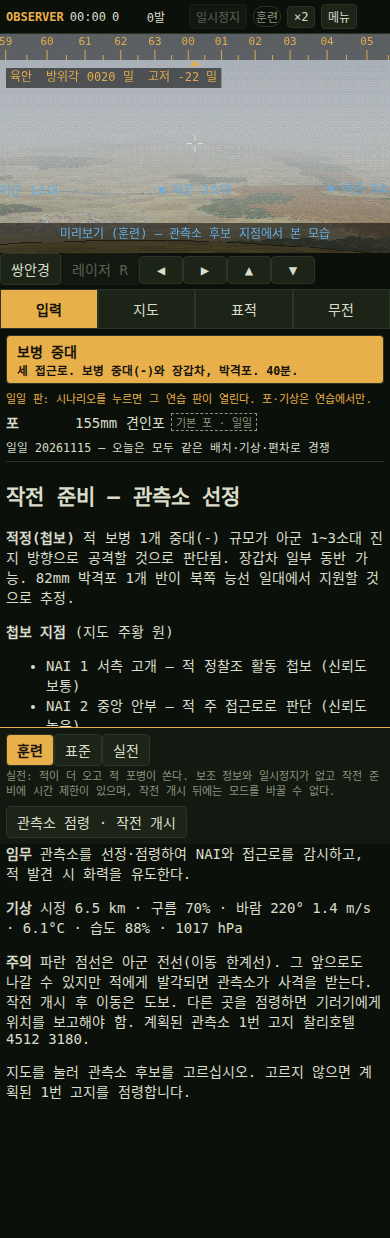 OBSERVER 00:00 0 0발 일시정지 훈련 ×2 메뉴
59 60 61 62 63 00 01 02 03 04 05
육안 방위각 0020 밀 고저 -22 밀
미리보기 (훈련) — 관측소 후보 지점에서 본 모습
쌍안경 레이저 R ◀ ▶ ▲ ▼
입력 지도 표적 무전
보병 중대
세 접근로. 보병 중대(-)와 장갑차, 박격포. 40분.
일일 판: 시나리오를 누르면 그 연습 판이 열린다. 포·기상은 연습에서만.
포 155mm 견인포 기본 포 · 일일
일일 20261115 — 오늘은 모두 같은 배치·기상·편차로 경쟁
작전 준비 — 관측소 선정
적정(첩보) 적 보병 1개 중대(-) 규모가 아군 1~3소대 진
지 방향으로 공격할 것으로 판단됨. 장갑차 일부 동반 가
능. 82mm 박격포 1개 반이 북쪽 능선 일대에서 지원할 것
으로 추정.
첩보 지점 (지도 주황 원)
• NAI 1 서측 고개 — 적 정찰조 활동 첩보 (신뢰도
보통)
• NAI 2 중앙 안부 — 적 주 접근로로 판단 (신뢰도
높음)
훈련 표준 실전
실전: 적이 더 오고 적 포병이 쏜다. 보조 정보와 일시정지가 없고 작전 준
비에 시간 제한이 있으며, 작전 개시 뒤에는 모드를 바꿀 수 없다.
관측소 점령 · 작전 개시
임무 관측소를 선정·점령하여 NAI와 접근로를 감시하고,
적 발견 시 화력을 유도한다.
기상 시정 6.5 km · 구름 70% · 바람 220° 1.4 m/s
· 6.1°C · 습도 88% · 1017 hPa
주의 파란 점선은 아군 전선(이동 한계선). 그 앞으로도
나갈 수 있지만 적에게 발각되면 관측소가 사격을 받는다.
작전 개시 후 이동은 도보. 다른 곳을 점령하면 기러기에게
위치를 보고해야 함. 계획된 관측소 1번 고지 찰리호텔
4512 3180.
지도를 눌러 관측소 후보를 고르십시오. 고르지 않으면 계
획된 1번 고지를 점령합니다.